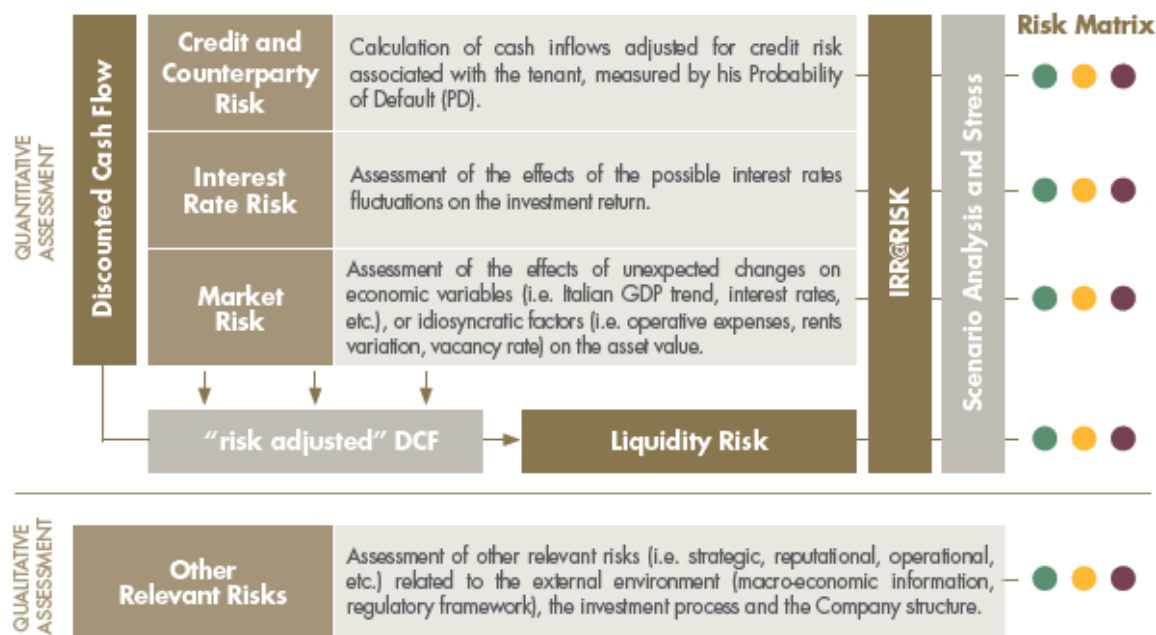 Risk Matrix
QUANTITATIVE
ASSESSMENT
Discounted Cash Flow
Credit and
Counterparty
Risk
Calculation of cash inflows adjusted for credit risk
associated with the tenant, measured by his Probability
of Default (PD).
Interest
Rate Risk
Assessment of the effects of the possible interest rates
fluctuations on the investment return.
Market
Risk
Assessment of the effects of unexpected changes on
economic variables (i.e. Italian GDP trend, interest rates,
etc.), or idiosyncratic factors (i.e. operative expenses, rents
variation, vacancy rate) on the asset value.
IRR@RISK
Scenario Analysis and Stress
“risk adjusted” DCF
Liquidity Risk
QUALITATIVE
ASSESSMENT
Other
Relevant Risks
Assessment of other relevant risks (i.e. strategic, reputational, operational,
etc.) related to the external environment (macro-economic information,
regulatory framework), the investment process and the Company structure.